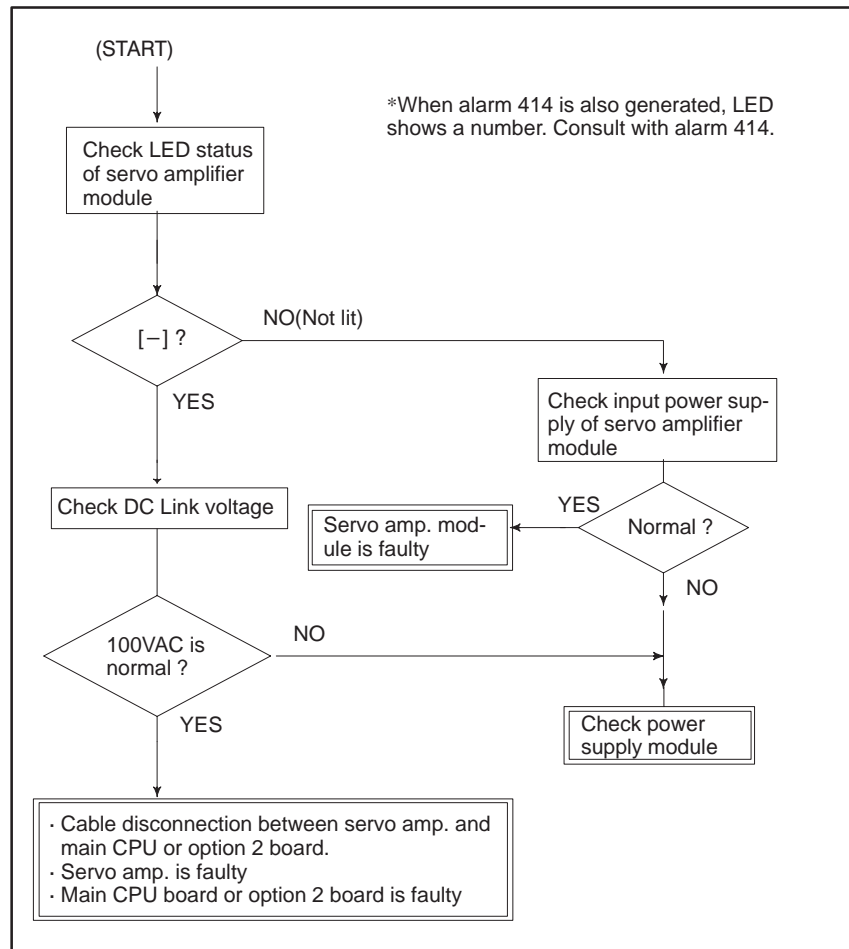 (START)
*When alarm 414 is also generated, LED
shows a number. Consult with alarm 414.
Check LED status
of servo amplifier
module
[−] ?
NO(Not lit)
YES
Check input power sup-
ply of servo amplifier
module
Check DC Link voltage
Servo amp. mod-
ule is faulty
YES
Normal ?
NO
100VAC is
normal ?
NO
YES
Check power
supply module
· Cable disconnection between servo amp. and
main CPU or option 2 board.
· Servo amp. is faulty
· Main CPU board or option 2 board is faulty